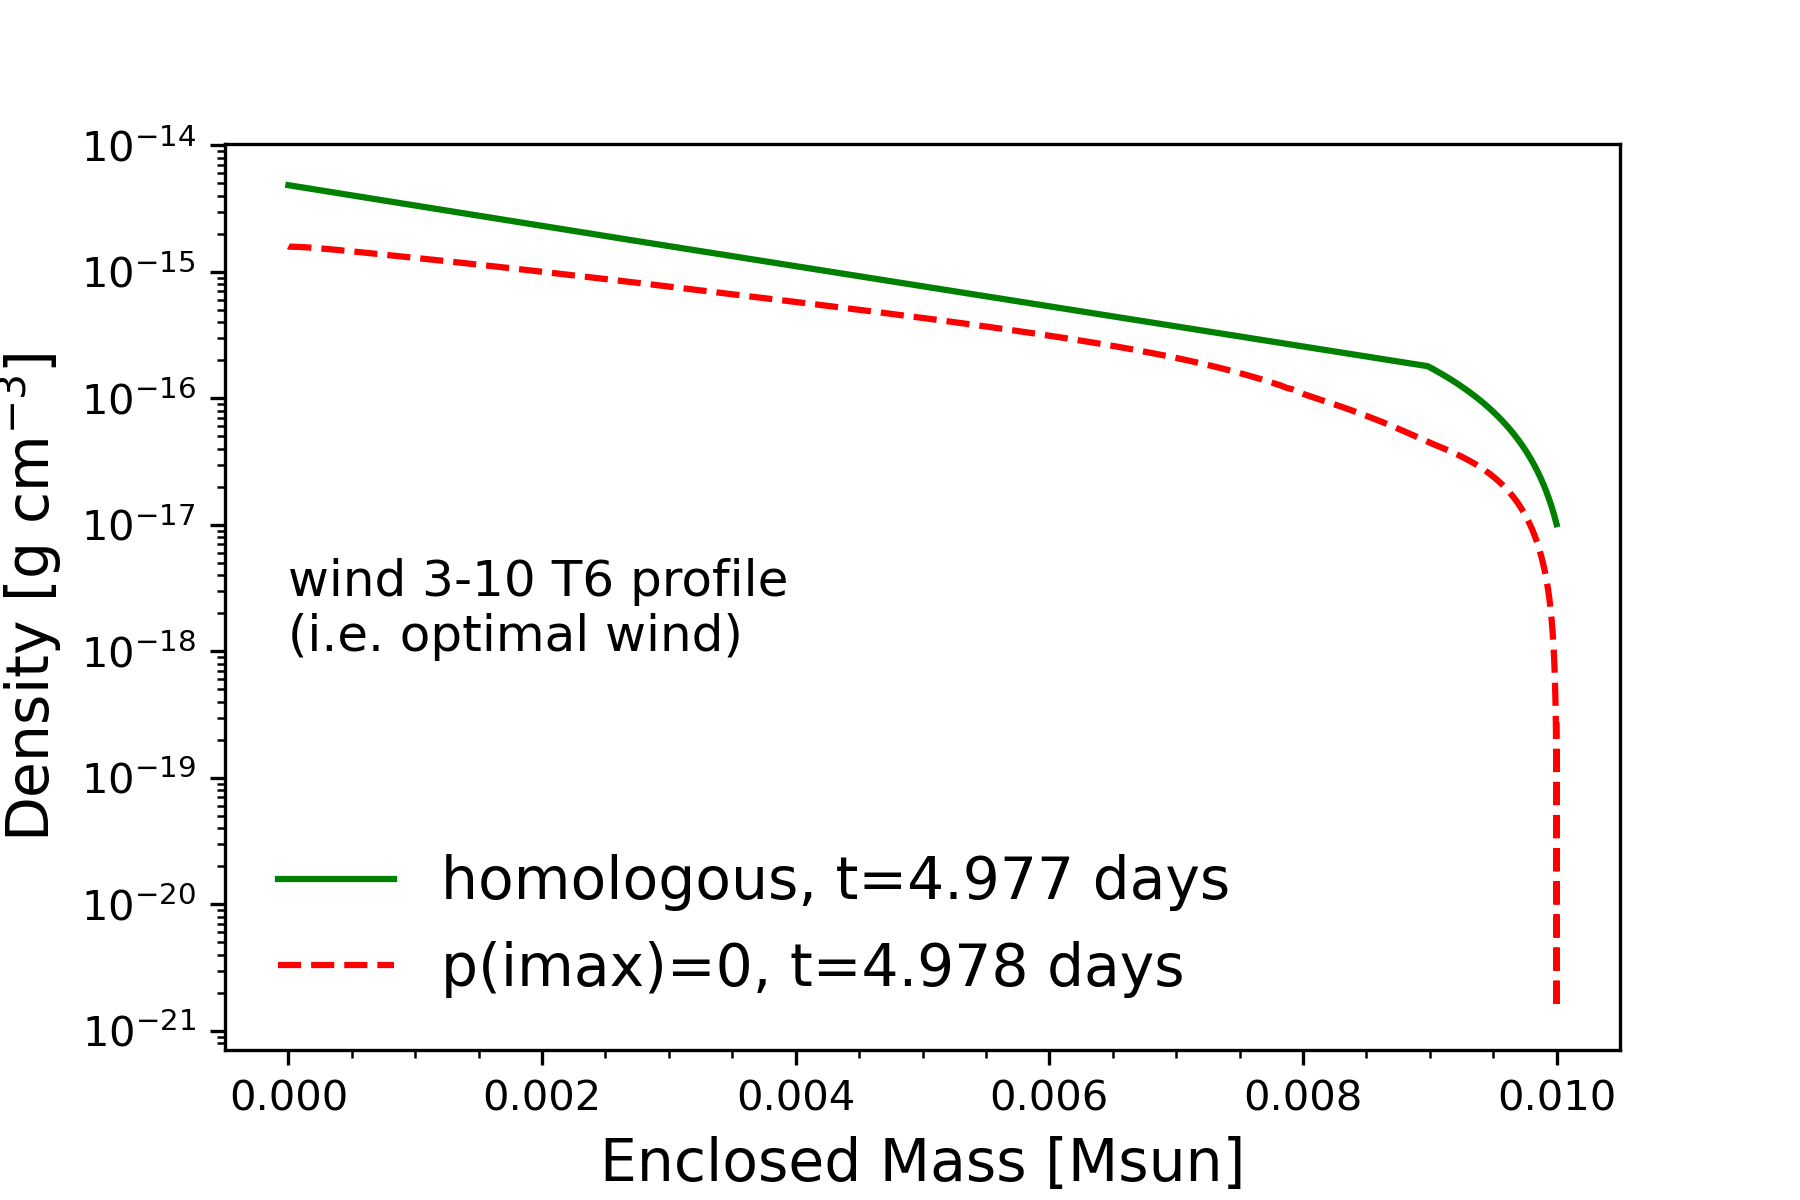 10⁻¹⁴
10⁻¹⁵
10⁻¹⁶
10⁻¹⁷
10⁻¹⁸
10⁻¹⁹
10⁻²⁰
10⁻²¹
Density [g cm⁻³]
wind 3-10 T6 profile
(i.e. optimal wind)
homologous, t=4.977 days
p(imax)=0, t=4.978 days
0.000 0.002 0.004 0.006 0.008 0.010
Enclosed Mass [Msun]